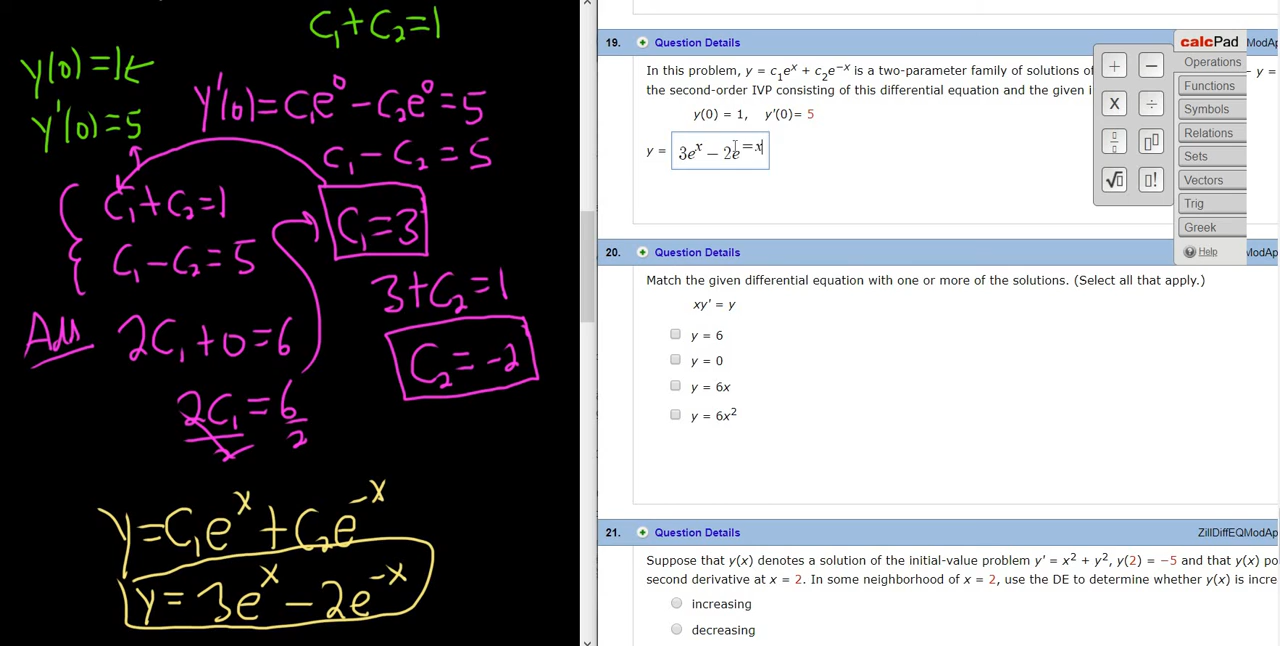 C₁+C₂=1
y(0)=1
y'(0)=5
y'(0)=C₁e⁰-C₂e⁰=5
C₁-C₂=5
{ C₁+C₂=1
C₁-C₂=5
C₁=3
3+C₂=1
C₂=-2
Add 2C₁+0=6
2C₁=6
2 2
y=C₁eˣ+C₂e⁻ˣ
y=3eˣ-2e⁻ˣ
19. Question Details ModAp
In this problem, y = c₁eˣ + c₂e⁻ˣ is a two-parameter family of solutions of - y =
the second-order IVP consisting of this differential equation and the given i
y(0) = 1, y'(0)= 5
y = 3eˣ - 2e⁼ˣ
calcPad
Operations
Functions
Symbols
Relations
Sets
Vectors
Trig
Greek
Help
+ −
X ÷
√ !
20. Question Details ModAp
Match the given differential equation with one or more of the solutions. (Select all that apply.)
xy' = y
y = 6
y = 0
y = 6x
y = 6x²
21. Question Details ZillDiffEQModAp
Suppose that y(x) denotes a solution of the initial-value problem y' = x² + y², y(2) = −5 and that y(x) po
second derivative at x = 2. In some neighborhood of x = 2, use the DE to determine whether y(x) is incre
increasing
decreasing